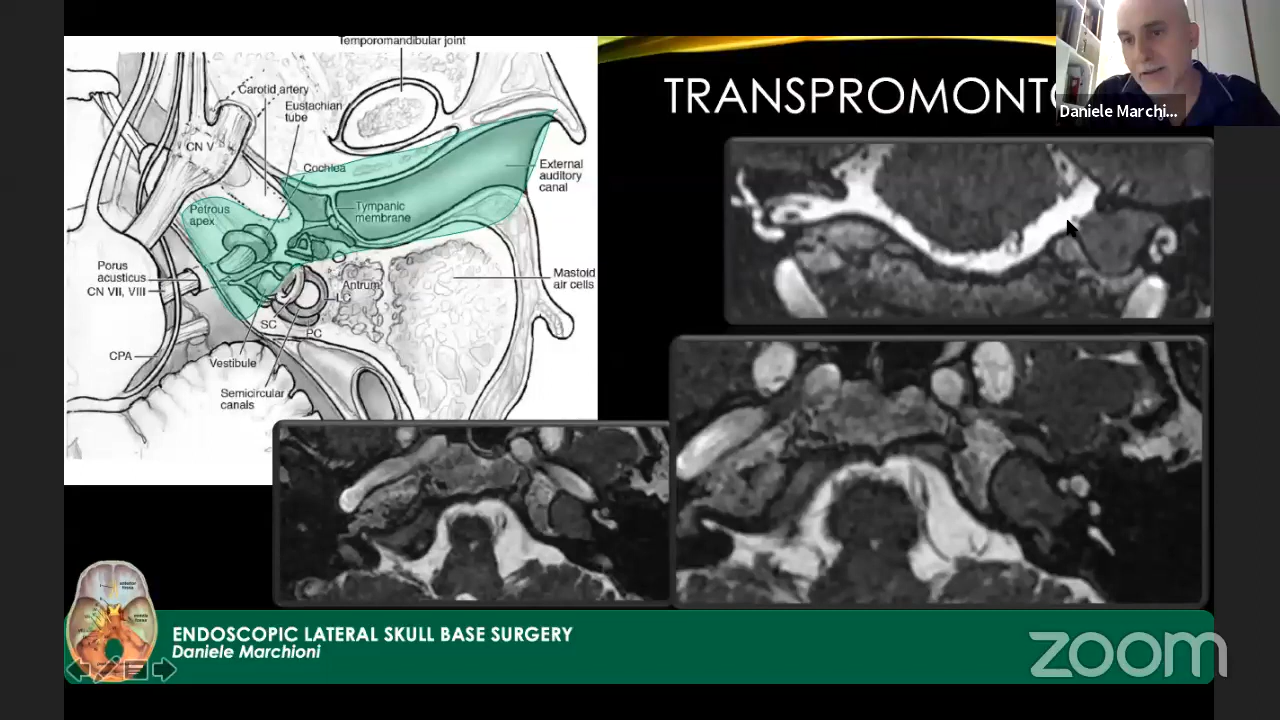 Temporomandibular joint
Carotid artery
Eustachian
tube
CN V
Cochlea
External
auditory
canal
Petrous
apex
Tympanic
membrane
Porus
acusticus
CN VII, VIII
Antrum
Mastoid
air cells
LC
SC
PC
CPA
Vestibule
Semicircular
canals
TRANSPROMONTO
Daniele Marchi...
ENDOSCOPIC LATERAL SKULL BASE SURGERY
Daniele Marchioni
zoom